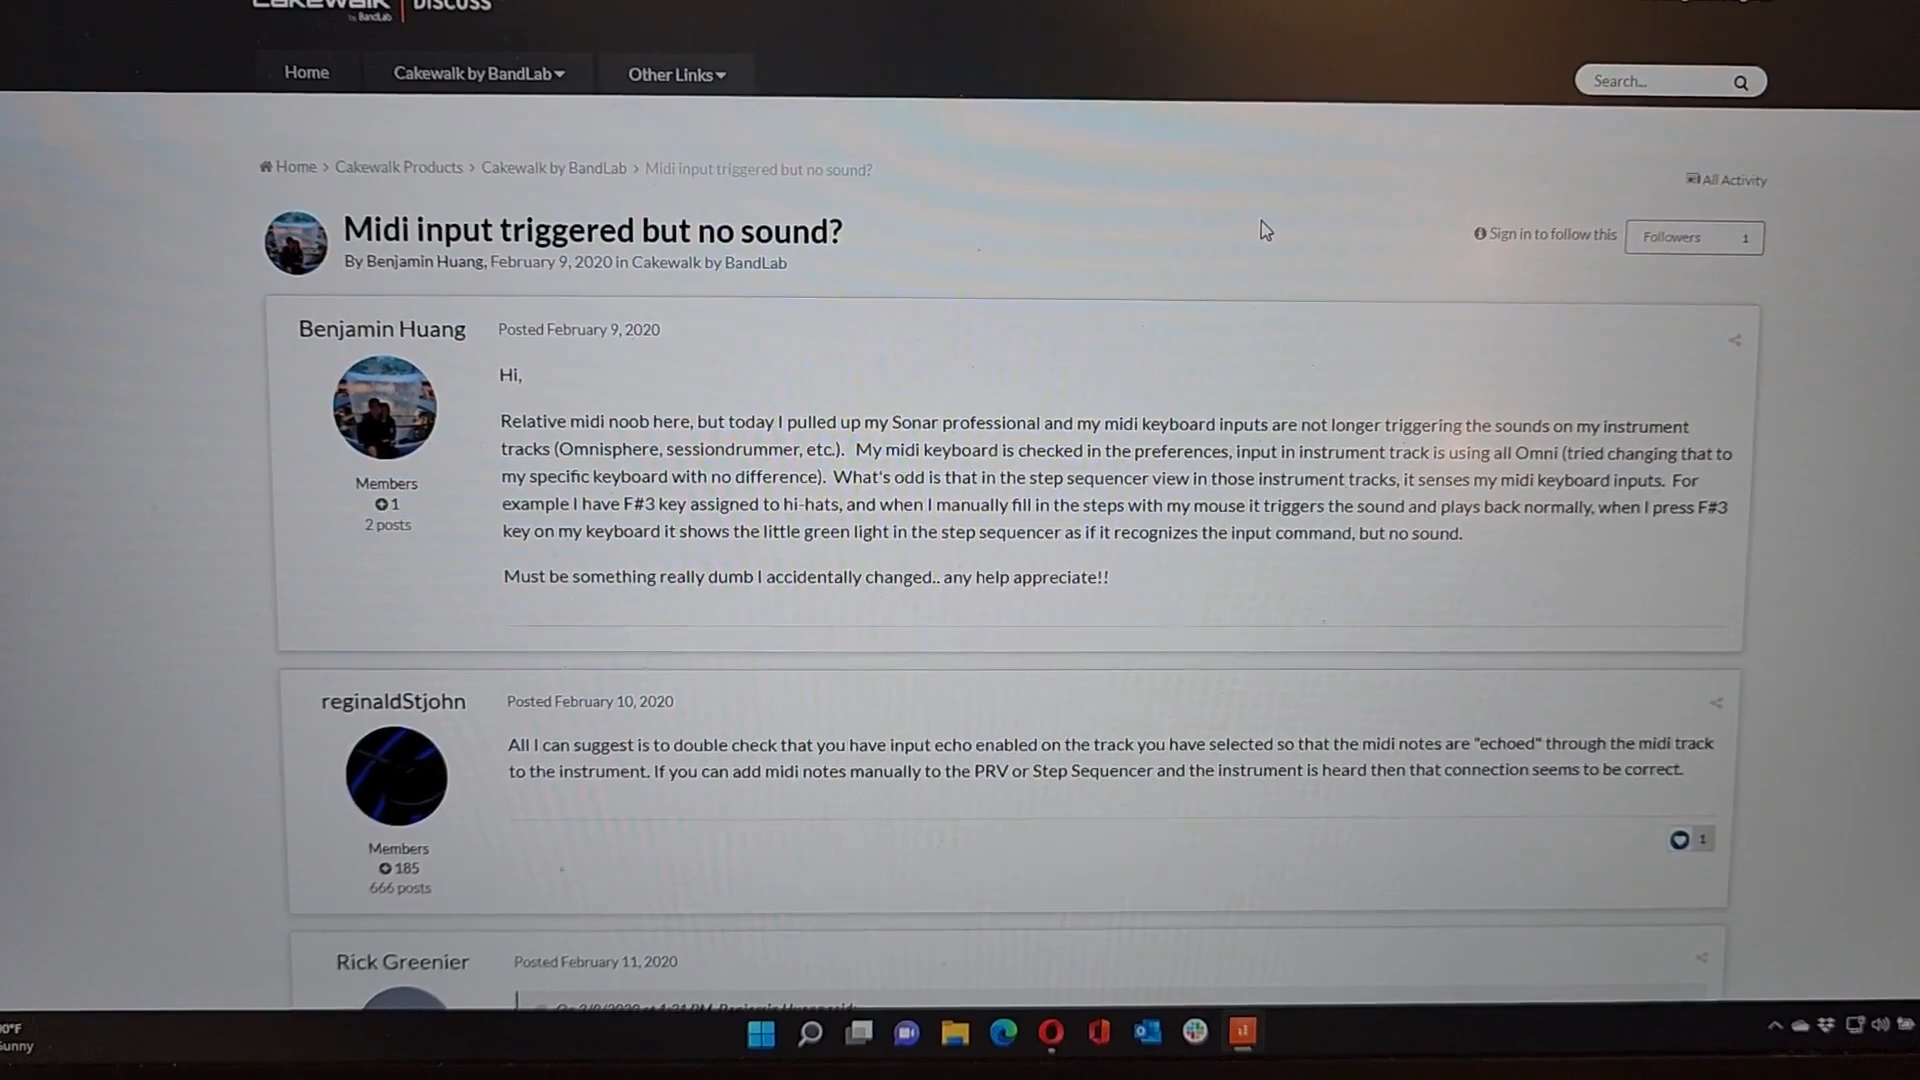 cakewalk DISCUSS
by BandLab
Home Cakewalk by BandLab Other Links
Search...
Home > Cakewalk Products > Cakewalk by BandLab > Midi input triggered but no sound?
All Activity
Midi input triggered but no sound?
By Benjamin Huang, February 9, 2020 in Cakewalk by BandLab
Sign in to follow this
Followers 1
Benjamin Huang
Posted February 9, 2020
Members
1
2 posts
Hi,
Relative midi noob here, but today I pulled up my Sonar professional and my midi keyboard inputs are not longer triggering the sounds on my instrument
tracks (Omnisphere, sessiondrummer, etc.).  My midi keyboard is checked in the preferences, input in instrument track is using all Omni (tried changing that to
my specific keyboard with no difference).  What's odd is that in the step sequencer view in those instrument tracks, it senses my midi keyboard inputs.  For
example I have F#3 key assigned to hi-hats, and when I manually fill in the steps with my mouse it triggers the sound and plays back normally, when I press F#3
key on my keyboard it shows the little green light in the step sequencer as if it recognizes the input command, but no sound.
Must be something really dumb I accidentally changed.. any help appreciate!!
reginaldStjohn
Posted February 10, 2020
Members
185
666 posts
All I can suggest is to double check that you have input echo enabled on the track you have selected so that the midi notes are "echoed" through the midi track
to the instrument. If you can add midi notes manually to the PRV or Step Sequencer and the instrument is heard then that connection seems to be correct.
1
Rick Greenier
Posted February 11, 2020
Sunny